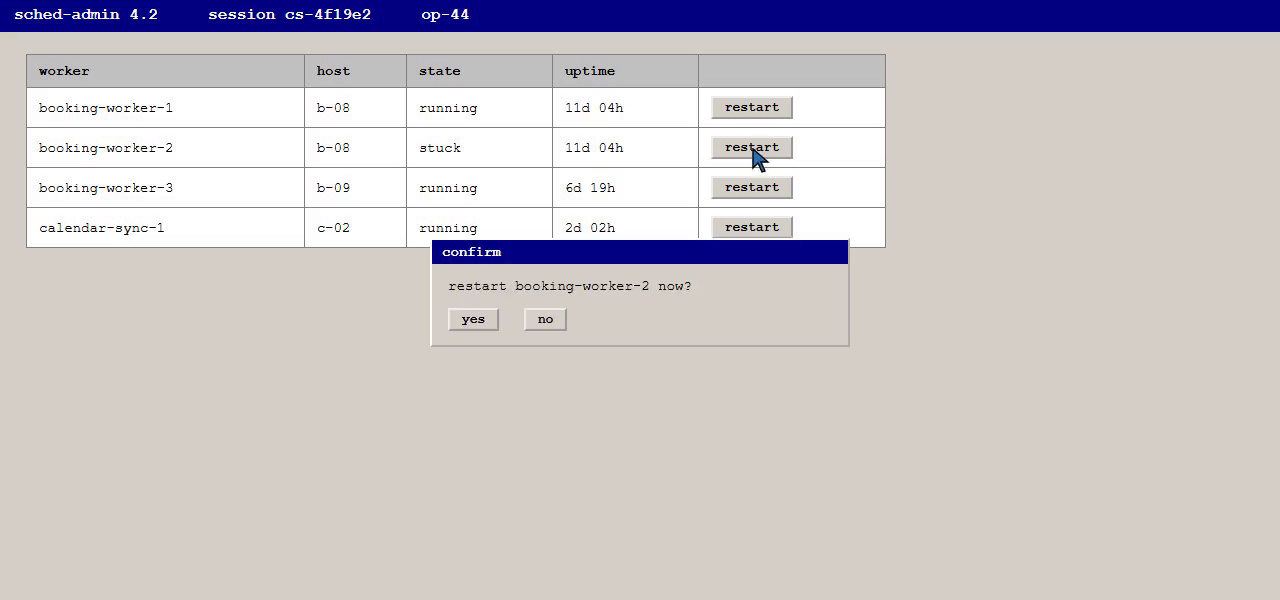 sched-admin 4.2 session cs-4f19e2 op-44
worker host state uptime
booking-worker-1 b-08 running 11d 04h restart
booking-worker-2 b-08 stuck 11d 04h restart
booking-worker-3 b-09 running 6d 19h restart
calendar-sync-1 c-02 running 2d 02h restart
confirm
restart booking-worker-2 now?
yes no